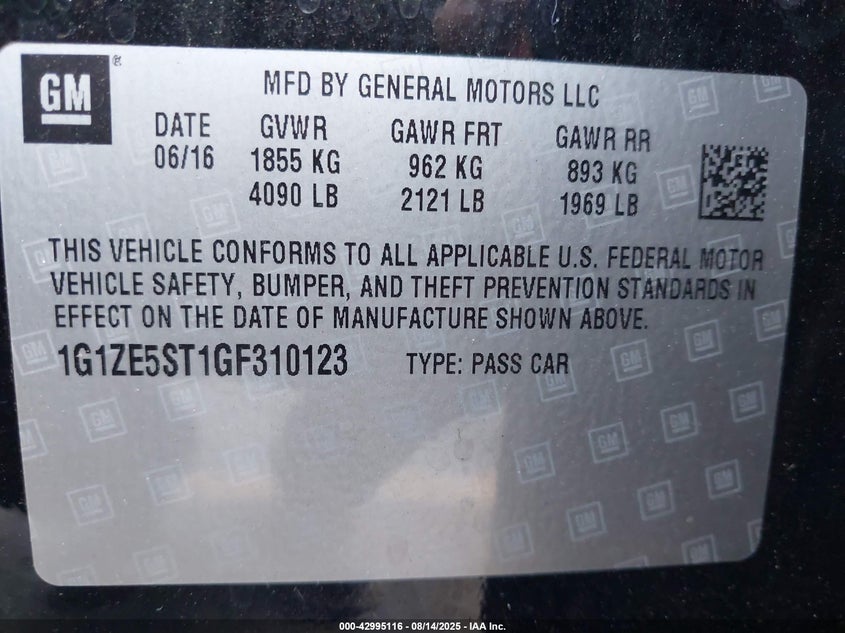 GM ®
MFD BY GENERAL MOTORS LLC
DATE GVWR GAWR FRT GAWR RR
06/16 1855 KG 962 KG 893 KG
4090 LB 2121 LB 1969 LB
THIS VEHICLE CONFORMS TO ALL APPLICABLE U.S. FEDERAL MOTOR
VEHICLE SAFETY, BUMPER, AND THEFT PREVENTION STANDARDS IN
EFFECT ON THE DATE OF MANUFACTURE SHOWN ABOVE.
1G1ZE5ST1GF310123 TYPE: PASS CAR
000-42995116 - 08/14/2025 - IAA Inc.